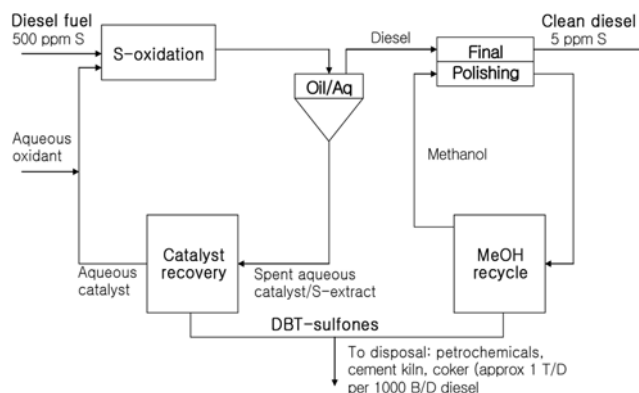 Diesel fuel
500 ppm S
S-oxidation
Oil/Aq
Diesel
Final
Polishing
Clean diesel
5 ppm S
Aqueous
oxidant
Methanol
Aqueous
catalyst
Catalyst
recovery
Spent aqueous
catalyst/S-extract
MeOH
recycle
DBT-sulfones
To disposal: petrochemicals,
cement kiln, coker (approx 1 T/D
per 1000 B/D diesel